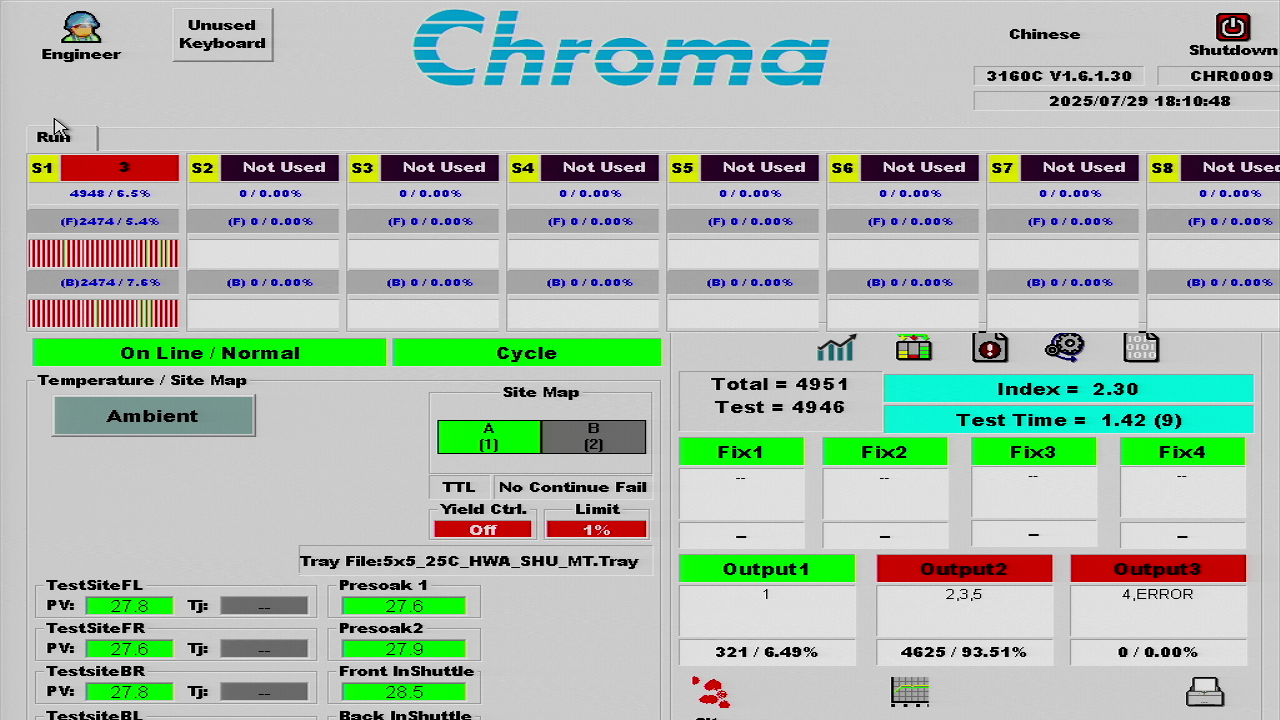 Engineer
Unused
Keyboard
Chroma
Chinese
Shutdown
3160C V1.6.1.30
CHR0009
2025/07/29 18:10:48
Run
S1 3 S2 Not Used S3 Not Used S4 Not Used S5 Not Used S6 Not Used S7 Not Used S8 Not Us
4948 / 6.5% 0 / 0.00% 0 / 0.00% 0 / 0.00% 0 / 0.00% 0 / 0.00% 0 / 0.00% 0 / 0.00%
(F)2474 / 5.4% (F) 0 / 0.00% (F) 0 / 0.00% (F) 0 / 0.00% (F) 0 / 0.00% (F) 0 / 0.00% (F) 0 / 0.00% (F) 0 / 0.00%
(B)2474 / 7.6% (B) 0 / 0.00% (B) 0 / 0.00% (B) 0 / 0.00% (B) 0 / 0.00% (B) 0 / 0.00% (B) 0 / 0.00% (B) 0 / 0.00%
On Line / Normal
Cycle
Temperature / Site Map
Ambient
Site Map
A B
(1) (2)
TTL No Continue Fail
Yield Ctrl. Limit
Off 1%
Tray File:5x5_25C_HWA_SHU_MT.Tray
TestSiteFL
PV: 27.8 Tj: --
TestSiteFR
PV: 27.6 Tj: --
TestsiteBR
PV: 27.8 Tj: --
TestsiteBL
Presoak 1
27.6
Presoak2
27.9
Front InShuttle
28.5
Back InShuttle
Total = 4951
Test = 4946
Index = 2.30
Test Time = 1.42 (9)
Fix1 Fix2 Fix3 Fix4
-- -- -- --
– – – –
Output1 Output2 Output3
1 2,3,5 4,ERROR
321 / 6.49% 4625 / 93.51% 0 / 0.00%